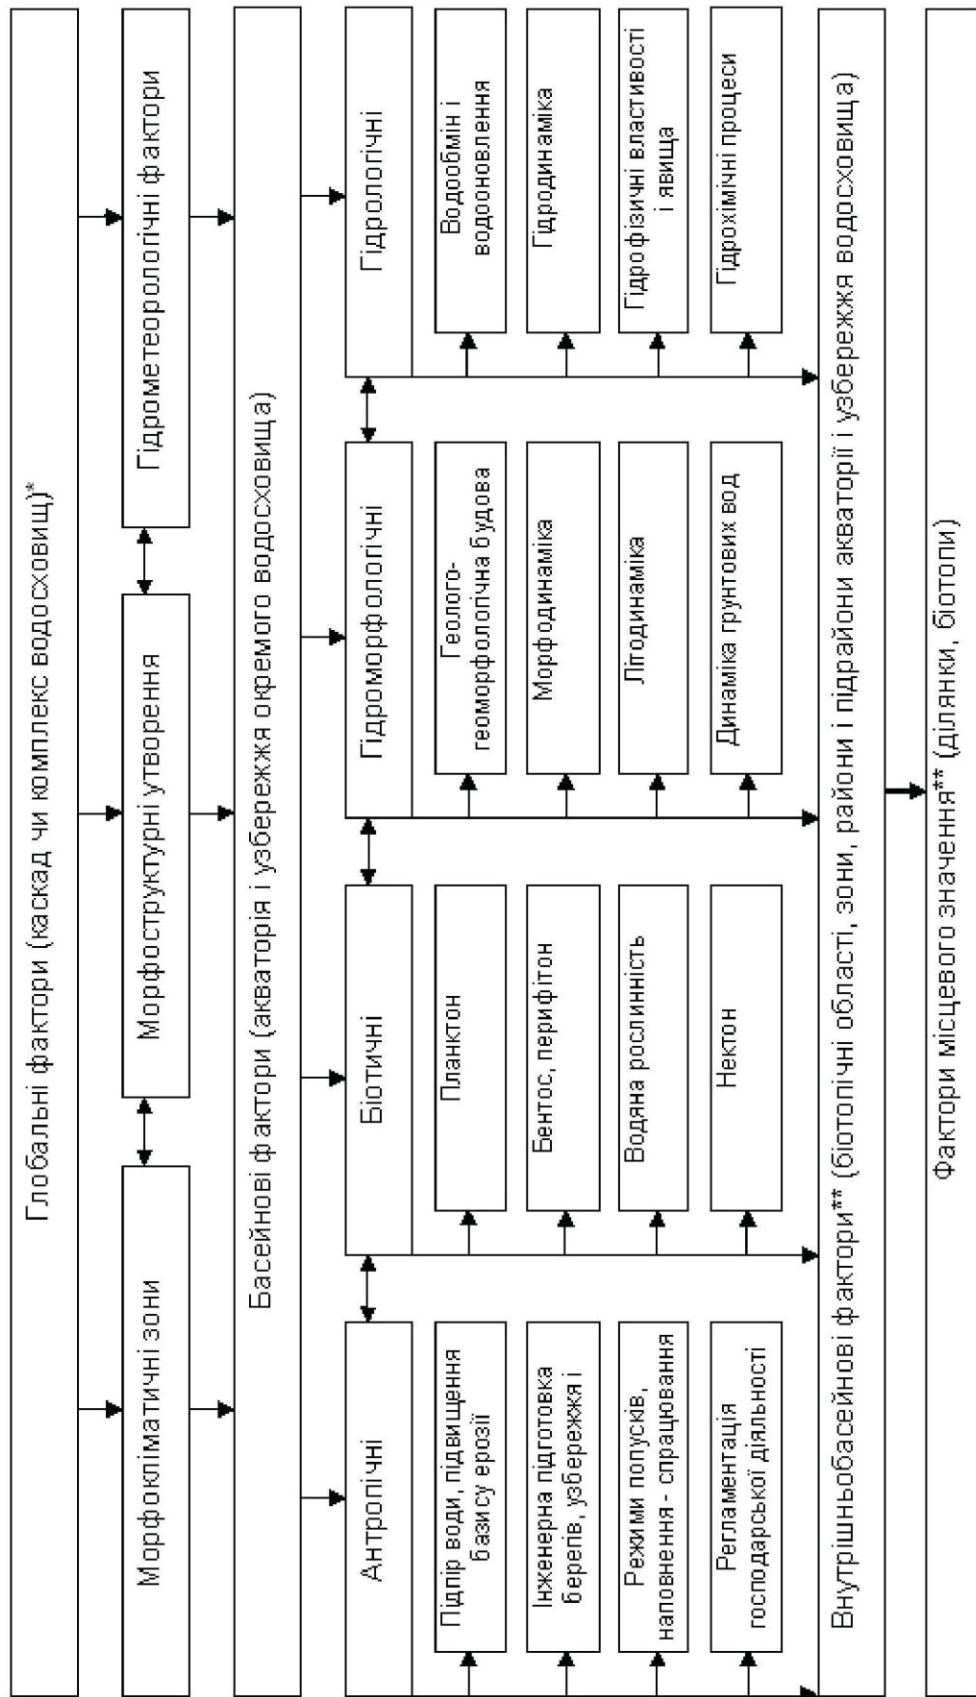 Глобальні фактори (каскад чи комплекс водосховищ)*
Морфокліматичні зони
Морфоструктурні утворення
Гідрометеорологічні фактори
Басейнові фактори (акваторія і узбережжя окремого водосховища)
Антропічні
Підпір води, підвищення
базису ерозії
Інженерна підготовка
берегів, узбережжя і
Режими попусків,
наповнення - спрацювання
Регламентація
господарської діяльності
Біотичні
Планктон
Бентос, перифітон
Водяна рослинність
Нектон
Гідроморфологічні
Геолого-
геоморфологічна будова
Морфодинаміка
Літодинаміка
Динаміка грунтових вод
Гідрологічні
Водообмін і
водооновлення
Гідродинаміка
Гідрофізичні властивості
і явища
Гідрохімічні процеси
Внутрішньобасейнові фактори** (біотопічні області, зони, райони і підрайони акваторії і узбережжя водосховища)
Фактори місцевого значення** (ділянки, біотопи)